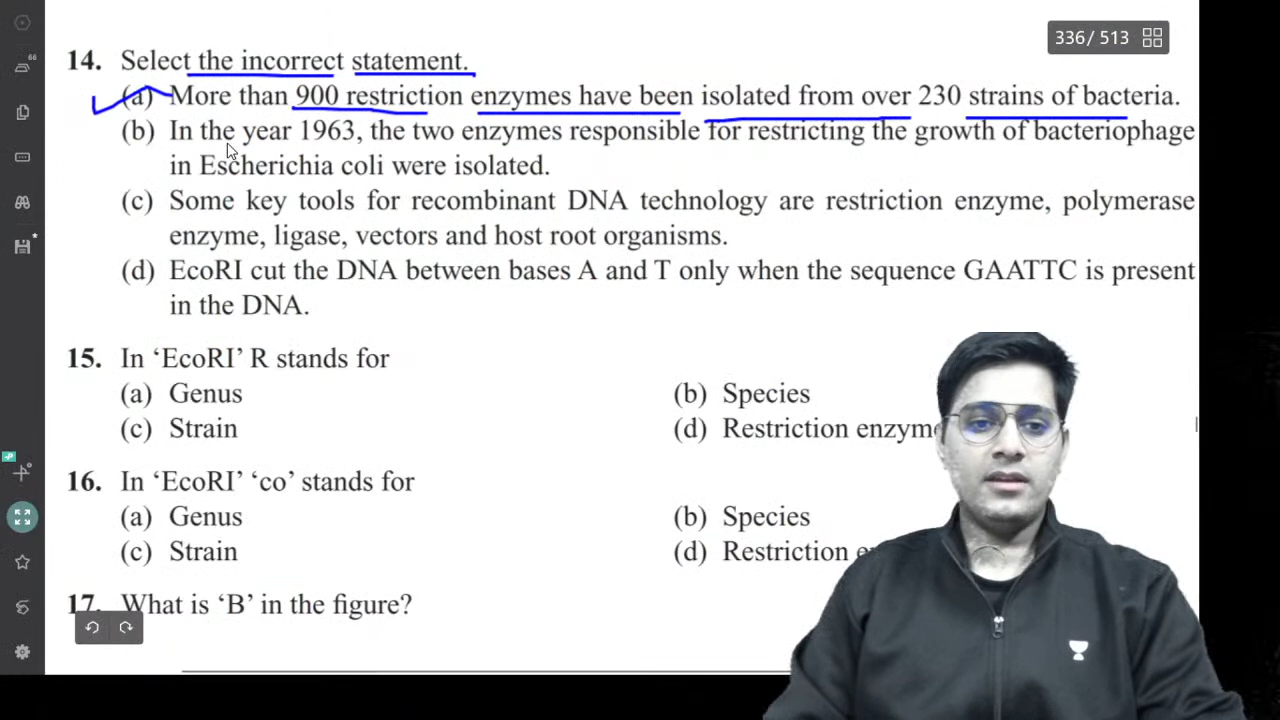 336/ 513
66
14. Select the incorrect statement.
(a) More than 900 restriction enzymes have been isolated from over 230 strains of bacteria.
(b) In the year 1963, the two enzymes responsible for restricting the growth of bacteriophage
in Escherichia coli were isolated.
(c) Some key tools for recombinant DNA technology are restriction enzyme, polymerase
enzyme, ligase, vectors and host root organisms.
(d) EcoRI cut the DNA between bases A and T only when the sequence GAATTC is present
in the DNA.
15. In ‘EcoRI’ R stands for
(a) Genus (b) Species
(c) Strain (d) Restriction enzym
16. In ‘EcoRI’ ‘co’ stands for
(a) Genus (b) Species
(c) Strain (d) Restriction
17. What is ‘B’ in the figure?